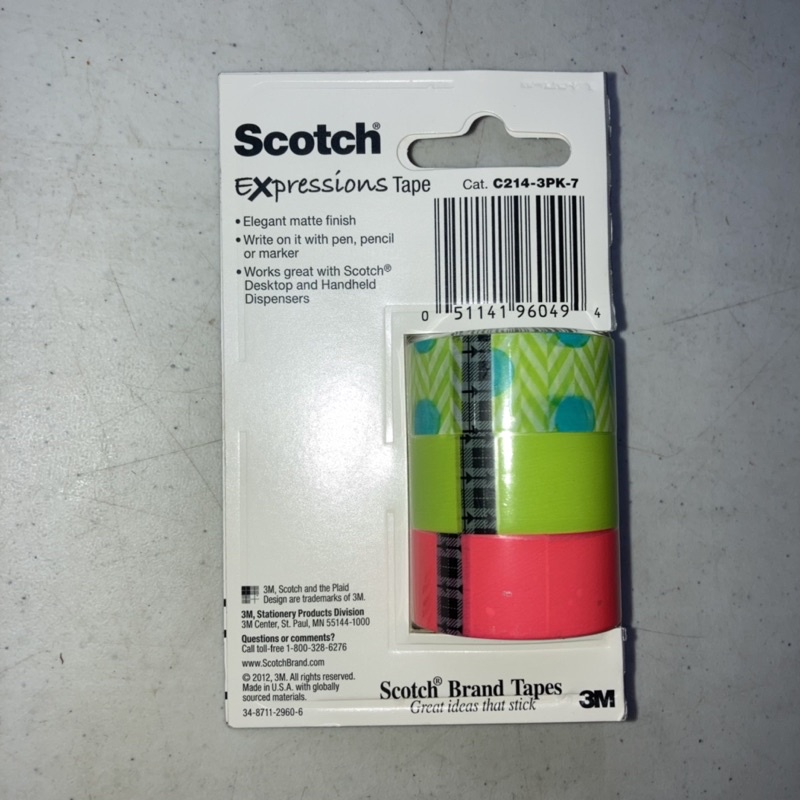 Scotch®
Expressions Tape
Cat. C214-3PK-7
• Elegant matte finish
• Write on it with pen, pencil
or marker
• Works great with Scotch®
Desktop and Handheld
Dispensers
0 51141 96049 4
3M, Scotch and the Plaid
Design are trademarks of 3M.
3M, Stationery Products Division
3M Center, St. Paul, MN 55144-1000
Questions or comments?
Call toll-free 1-800-328-6276
www.ScotchBrand.com
© 2012, 3M. All rights reserved.
Made in U.S.A. with globally
sourced materials.
34-8711-2960-6
Scotch® Brand Tapes
Great ideas that stick
3M